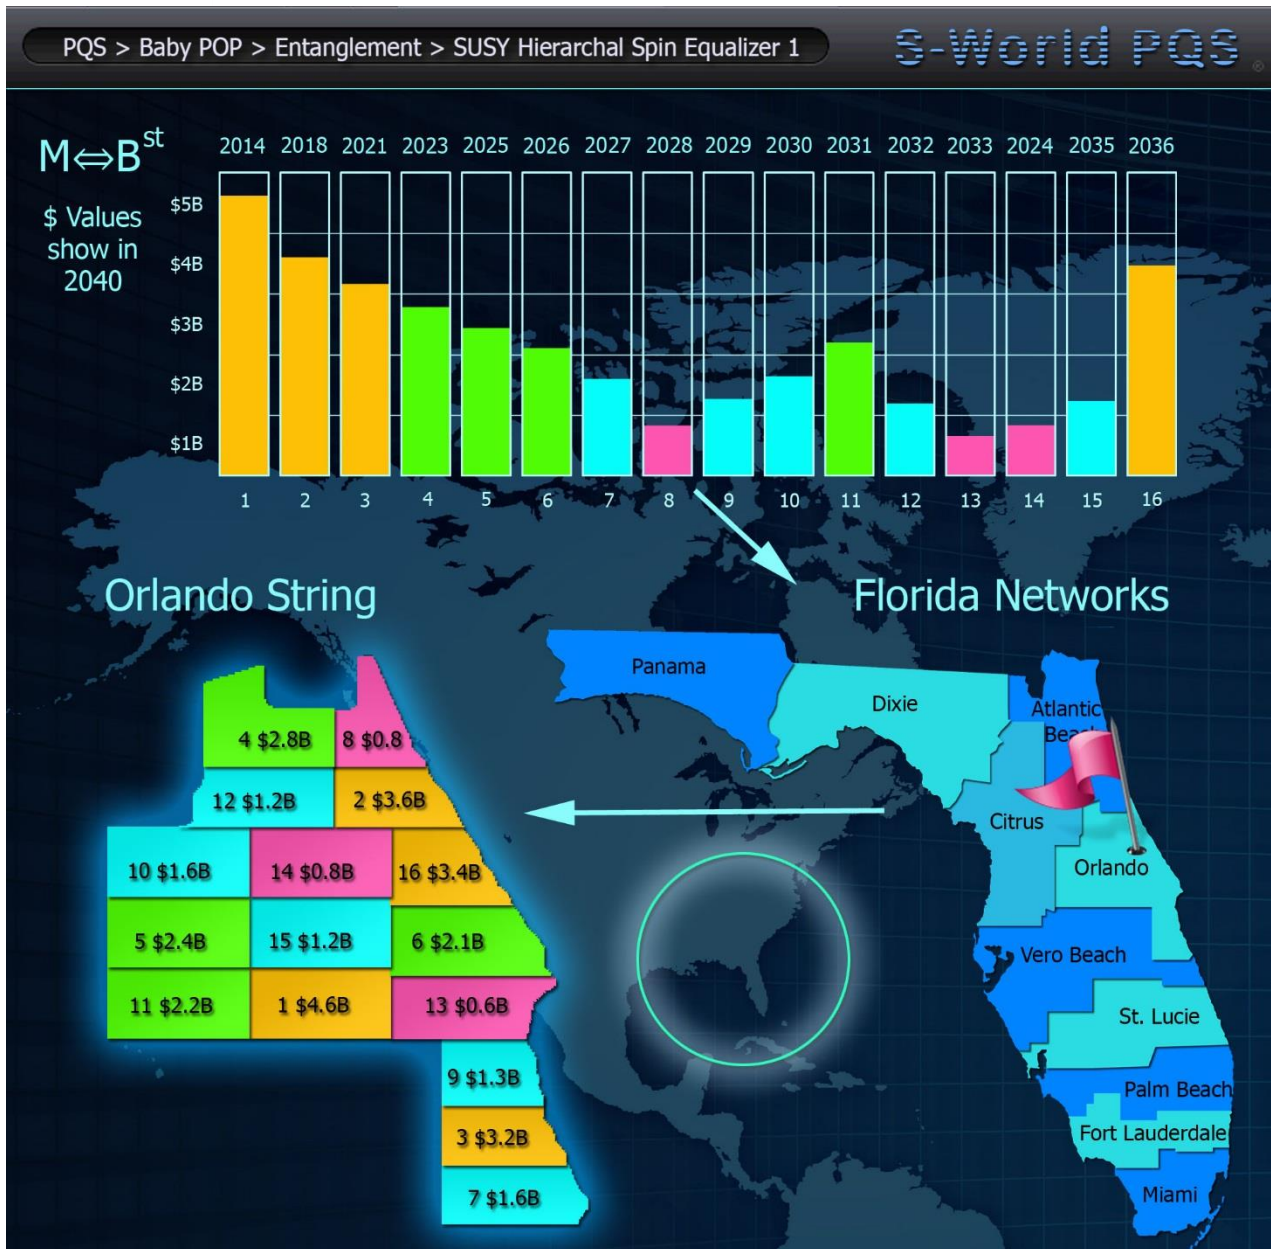 PQS > Baby POP > Entanglement > SUSY Hierarchal Spin Equalizer 1
S-World PQS ®
M⇔B st
2014 2018 2021 2023 2025 2026 2027 2028 2029 2030 2031 2032 2033 2024 2035 2036
$ Values
show in
2040
$5B
$4B
$3B
$2B
$1B
1 2 3 4 5 6 7 8 9 10 11 12 13 14 15 16
Orlando String
Florida Networks
4 $2.8B
8 $0.8
12 $1.2B
2 $3.6B
10 $1.6B
14 $0.8B
16 $3.4B
5 $2.4B
15 $1.2B
6 $2.1B
11 $2.2B
1 $4.6B
13 $0.6B
9 $1.3B
3 $3.2B
7 $1.6B
Panama
Dixie
Atlantic
Beach
Citrus
Orlando
Vero Beach
St. Lucie
Palm Beach
Fort Lauderdale
Miami